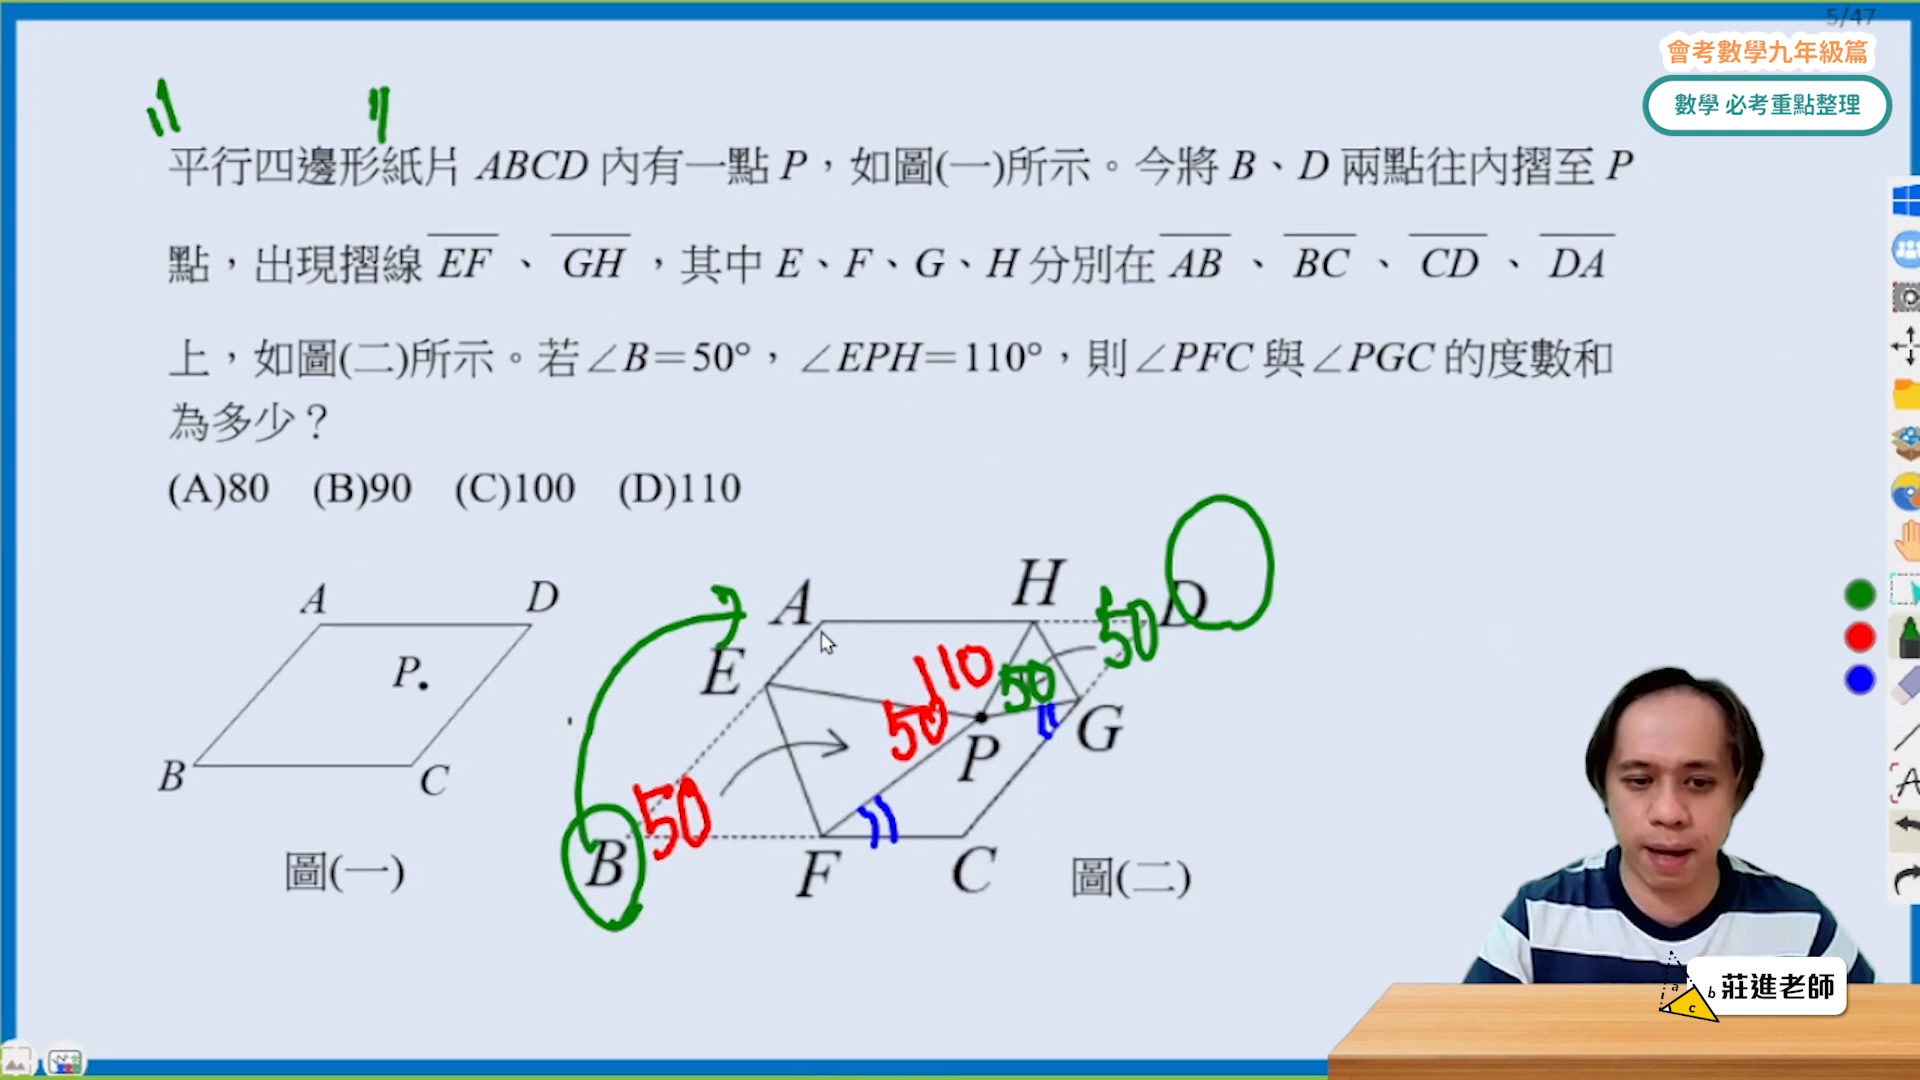 5/47
會考數學九年級篇
數學 必考重點整理
平行四邊形紙片 ABCD 內有一點 P，如圖(一)所示。今將 B、D 兩點往內摺至 P
點，出現摺線 EF、GH，其中 E、F、G、H 分別在 AB、BC、CD、DA
上，如圖(二)所示。若∠B=50°，∠EPH=110°，則∠PFC 與∠PGC 的度數和
為多少？
(A)80 (B)90 (C)100 (D)110
A D
P
B C
圖(一)
A H D
E
50
110
50
50
P
G
50
B F C
圖(二)
莊進老師
a b c